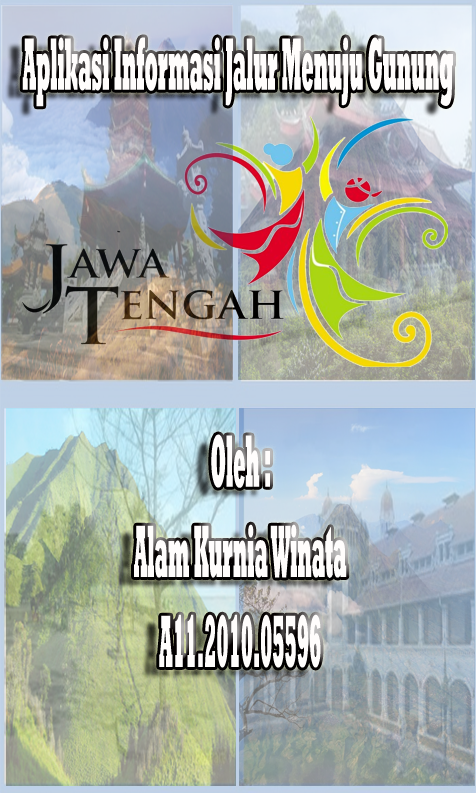 Aplikasi Informasi Jalur Menuju Gunung
JAWA
TENGAH
Oleh :
Alam Kurnia Winata
A11.2010.05596